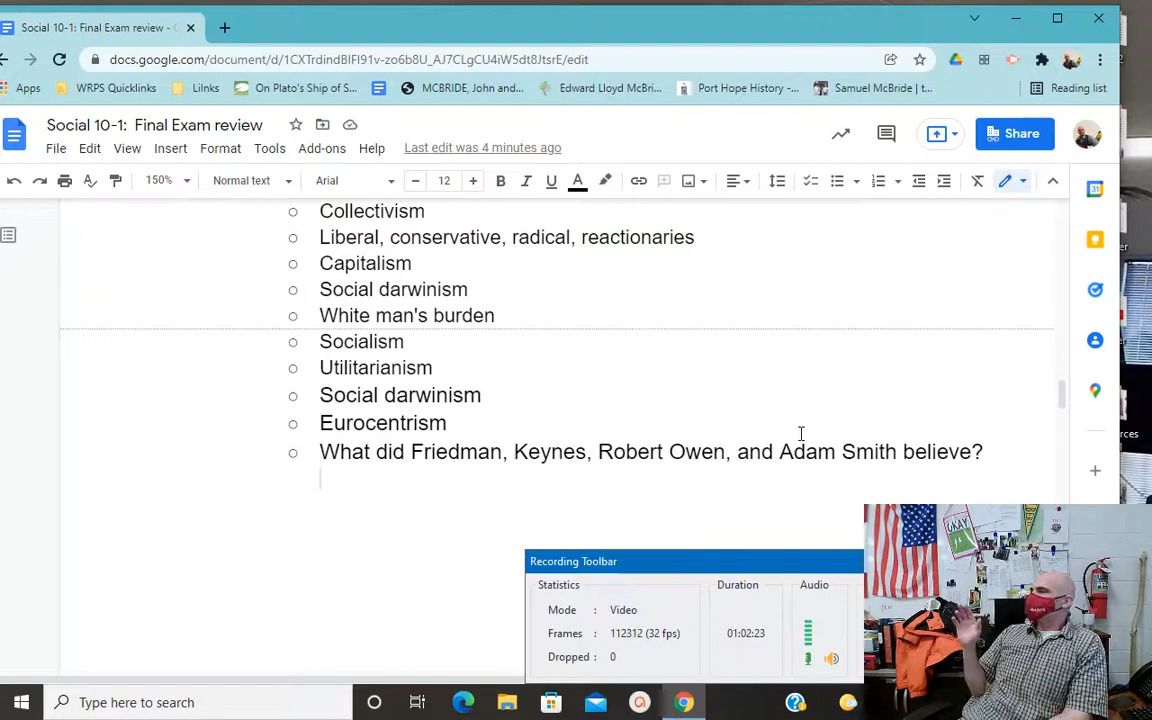 Social 10-1: Final Exam review -
docs.google.com/document/d/1CXTrdindBIFI91v-zo6b8U_AJ7CLgCU4iW5dt8JtsrE/edit
Apps WRPS Quicklinks Lilnks On Plato's Ship of S... MCBRIDE, John and... Edward Lloyd McBri... Port Hope History -... Samuel McBride | t... Reading list
Social 10-1: Final Exam review
Share
File Edit View Insert Format Tools Add-ons Help Last edit was 4 minutes ago
150% Normal text Arial 12 B I U A
31
Collectivism
Liberal, conservative, radical, reactionaries
Capitalism
Social darwinism
White man's burden
Socialism
Utilitarianism
Social darwinism
Eurocentrism
What did Friedman, Keynes, Robert Owen, and Adam Smith believe?
Recording Toolbar
Statistics Duration Audio
Mode : Video
Frames : 112312 (32 fps) 01:02:23
Dropped : 0
OKAY
Type here to search